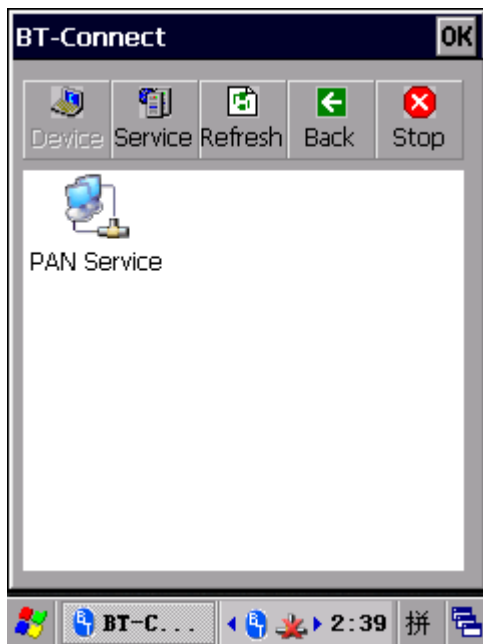 BT-Connect OK
Device Service Refresh Back Stop
PAN Service
BT-C... 2:39 拼